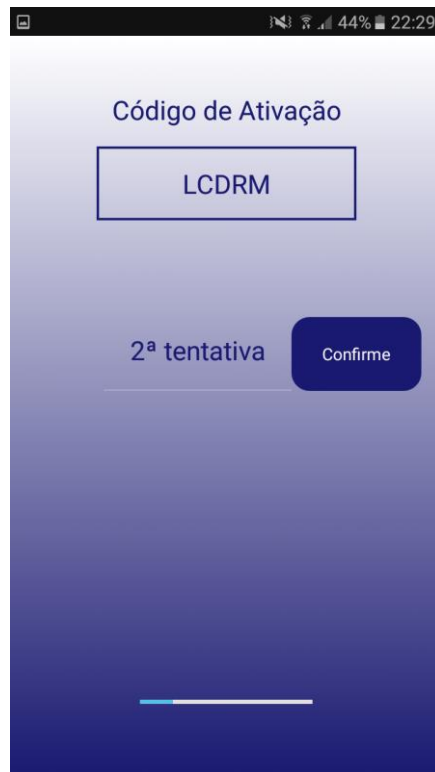 44% 22:29
Código de Ativação
LCDRM
2ª tentativa
Confirme